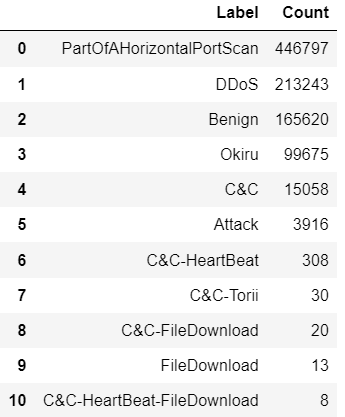 Label Count
0 PartOfAHorizontalPortScan 446797
1 DDoS 213243
2 Benign 165620
3 Okiru 99675
4 C&C 15058
5 Attack 3916
6 C&C-HeartBeat 308
7 C&C-Torii 30
8 C&C-FileDownload 20
9 FileDownload 13
10 C&C-HeartBeat-FileDownload 8